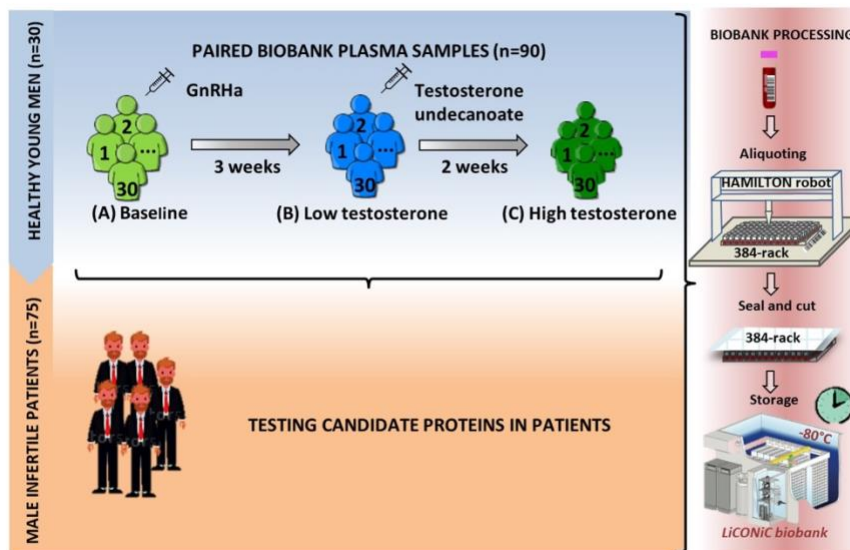 HEALTHY YOUNG MEN (n=30)
PAIRED BIOBANK PLASMA SAMPLES (n=90)
GnRHa
Testosterone
undecanoate
1
2
...
30
1
2
...
30
1
2
...
30
3 weeks
2 weeks
(A) Baseline
(B) Low testosterone
(C) High testosterone
MALE INFERTILE PATIENTS (n=75)
TESTING CANDIDATE PROTEINS IN PATIENTS
BIOBANK PROCESSING
Aliquoting
HAMILTON robot
384-rack
Seal and cut
384-rack
Storage
-80°C
LiCONiC biobank